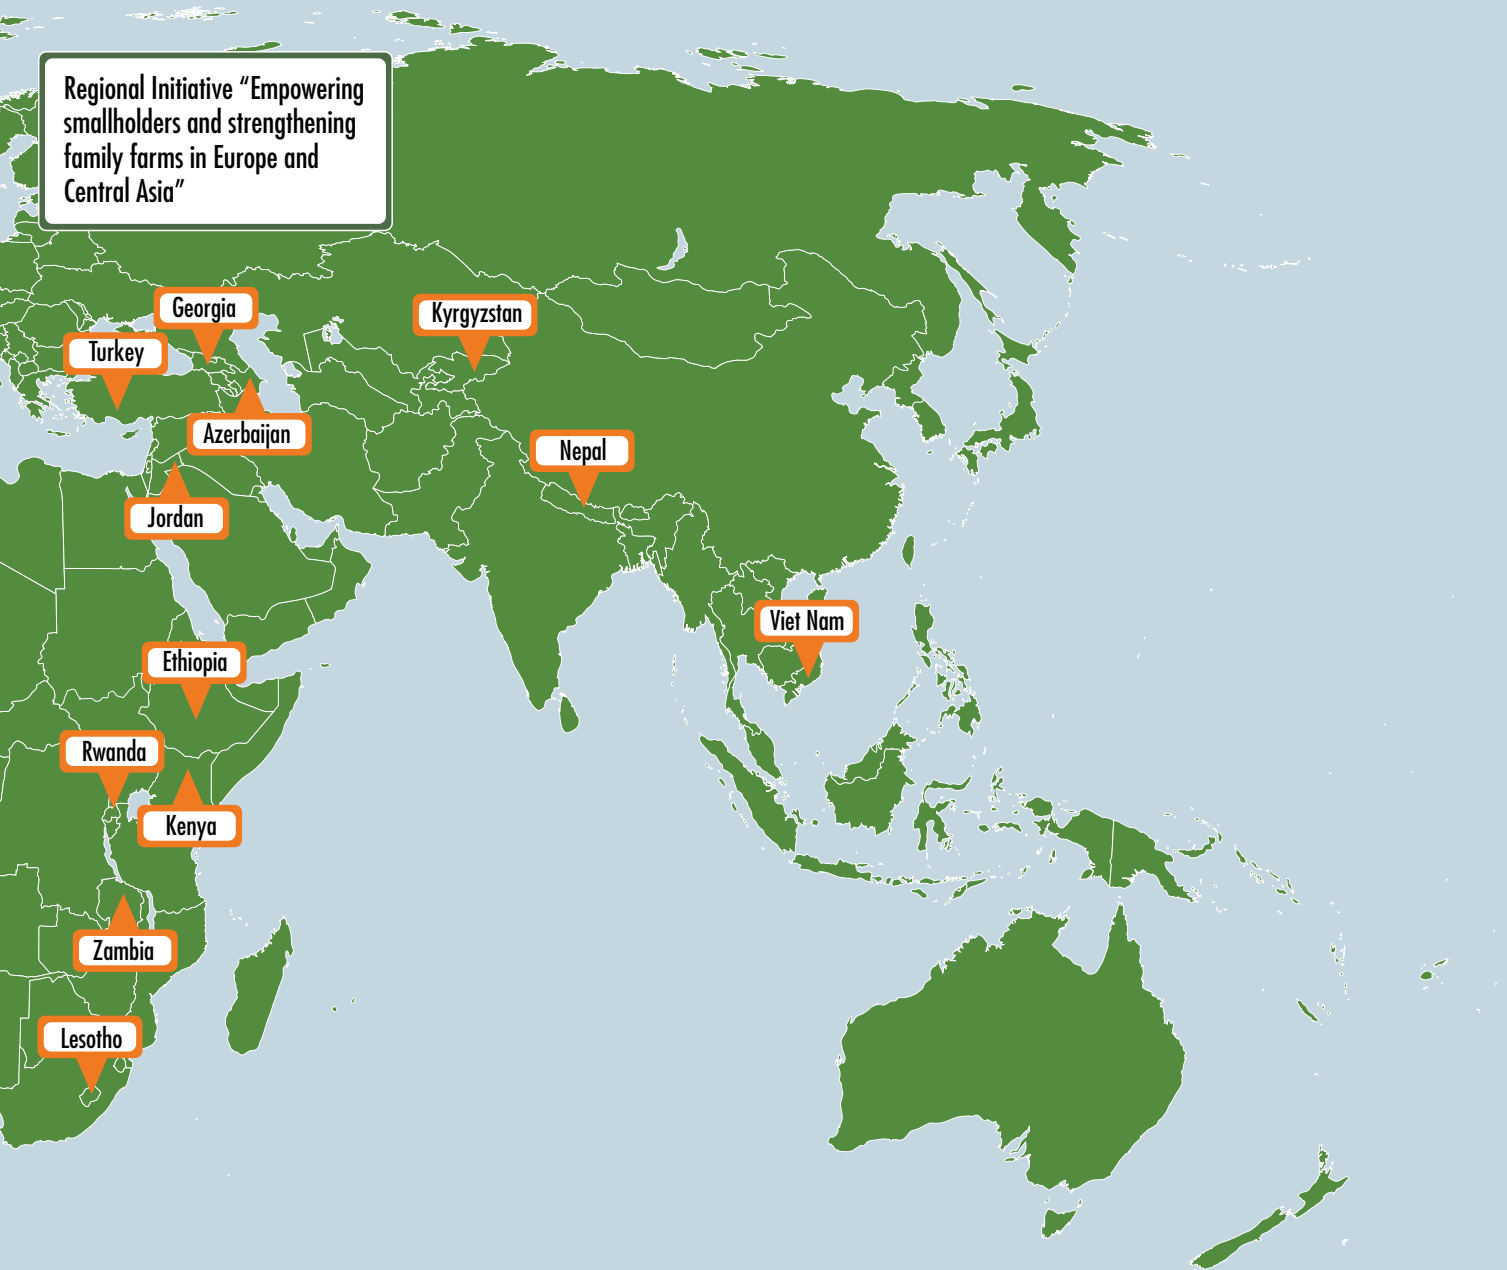 Regional Initiative “Empowering
smallholders and strengthening
family farms in Europe and
Central Asia”
Georgia
Kyrgyzstan
Turkey
Azerbaijan
Nepal
Jordan
Viet Nam
Ethiopia
Rwanda
Kenya
Zambia
Lesotho